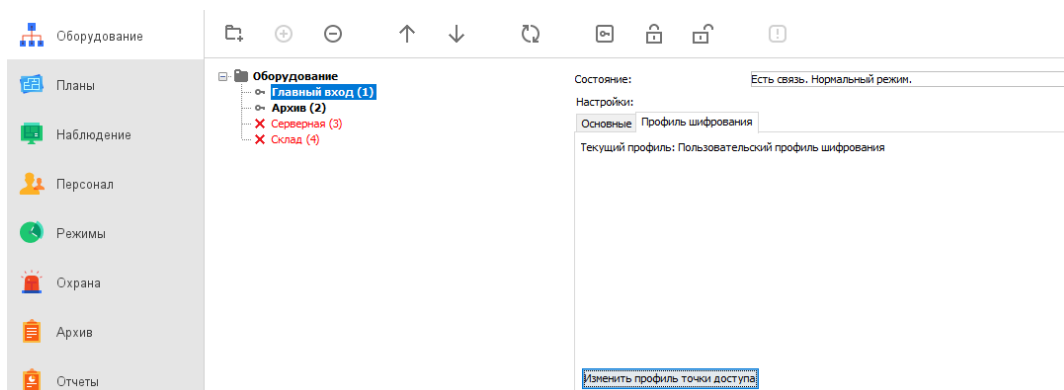 Оборудование
Планы
Наблюдение
Персонал
Режимы
Охрана
Архив
Отчеты
Оборудование
Главный вход (1)
Архив (2)
Серверная (3)
Склад (4)
Состояние: Есть связь. Нормальный режим.
Настройки:
Основные Профиль шифрования
Текущий профиль: Пользовательский профиль шифрования
Изменить профиль точки доступа